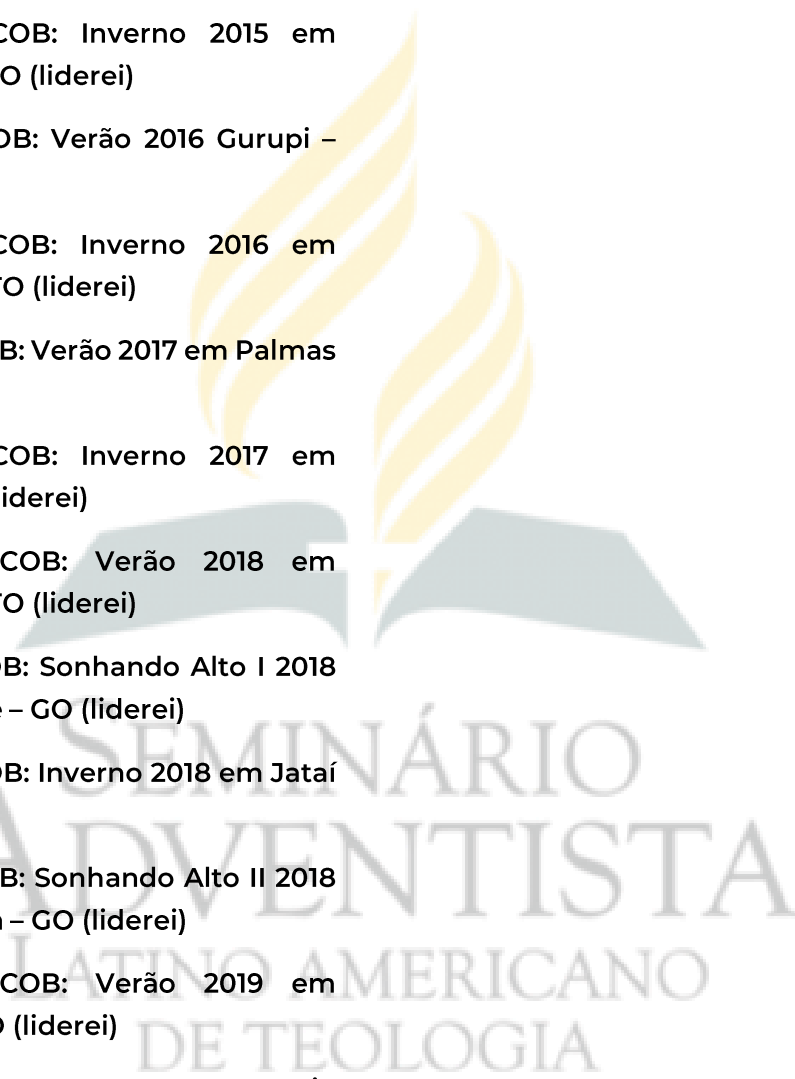 COB: Inverno 2015 em
O (liderei)
OB: Verão 2016 Gurupi –
COB: Inverno 2016 em
TO (liderei)
B: Verão 2017 em Palmas
COB: Inverno 2017 em
liderei)
COB: Verão 2018 em
TO (liderei)
OB: Sonhando Alto I 2018
e – GO (liderei)
OB: Inverno 2018 em Jataí
B: Sonhando Alto II 2018
– GO (liderei)
COB: Verão 2019 em
O (liderei)
SEMINÁRIO
ADVENTISTA
LATINO AMERICANO
DE TEOLOGIA